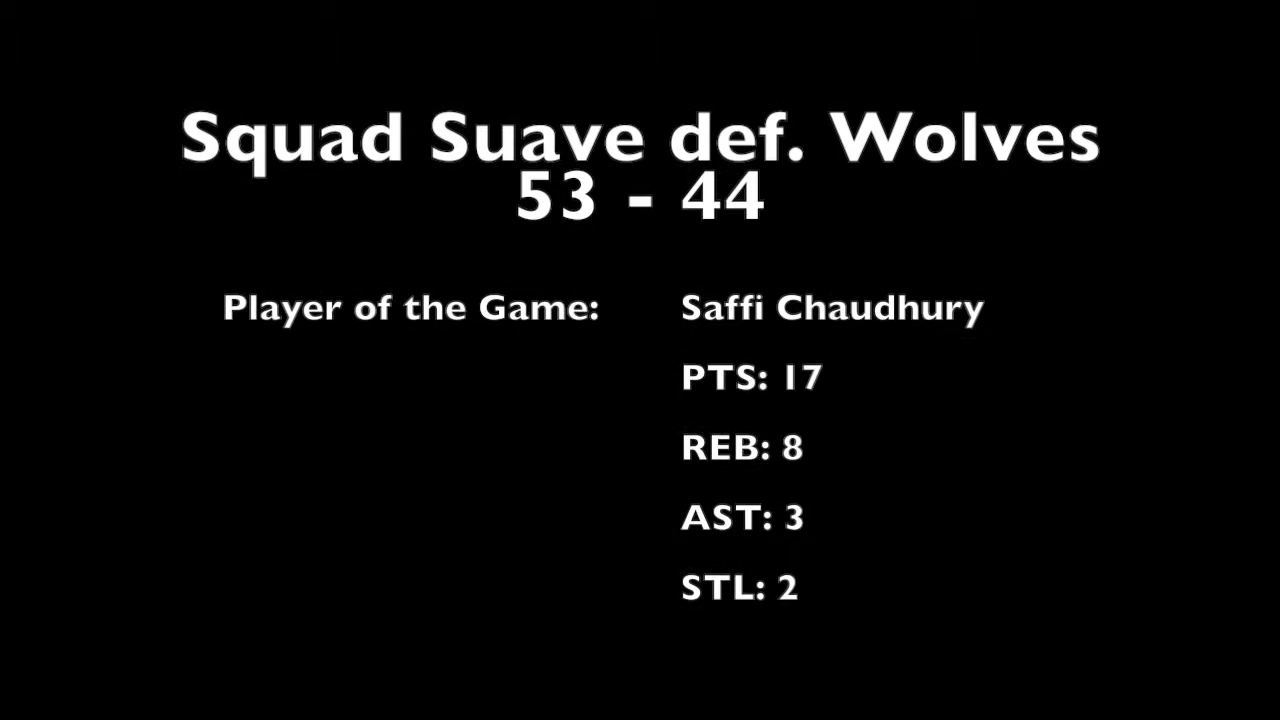 Squad Suave def. Wolves
53 - 44
Player of the Game: Saffi Chaudhury
PTS: 17
REB: 8
AST: 3
STL: 2